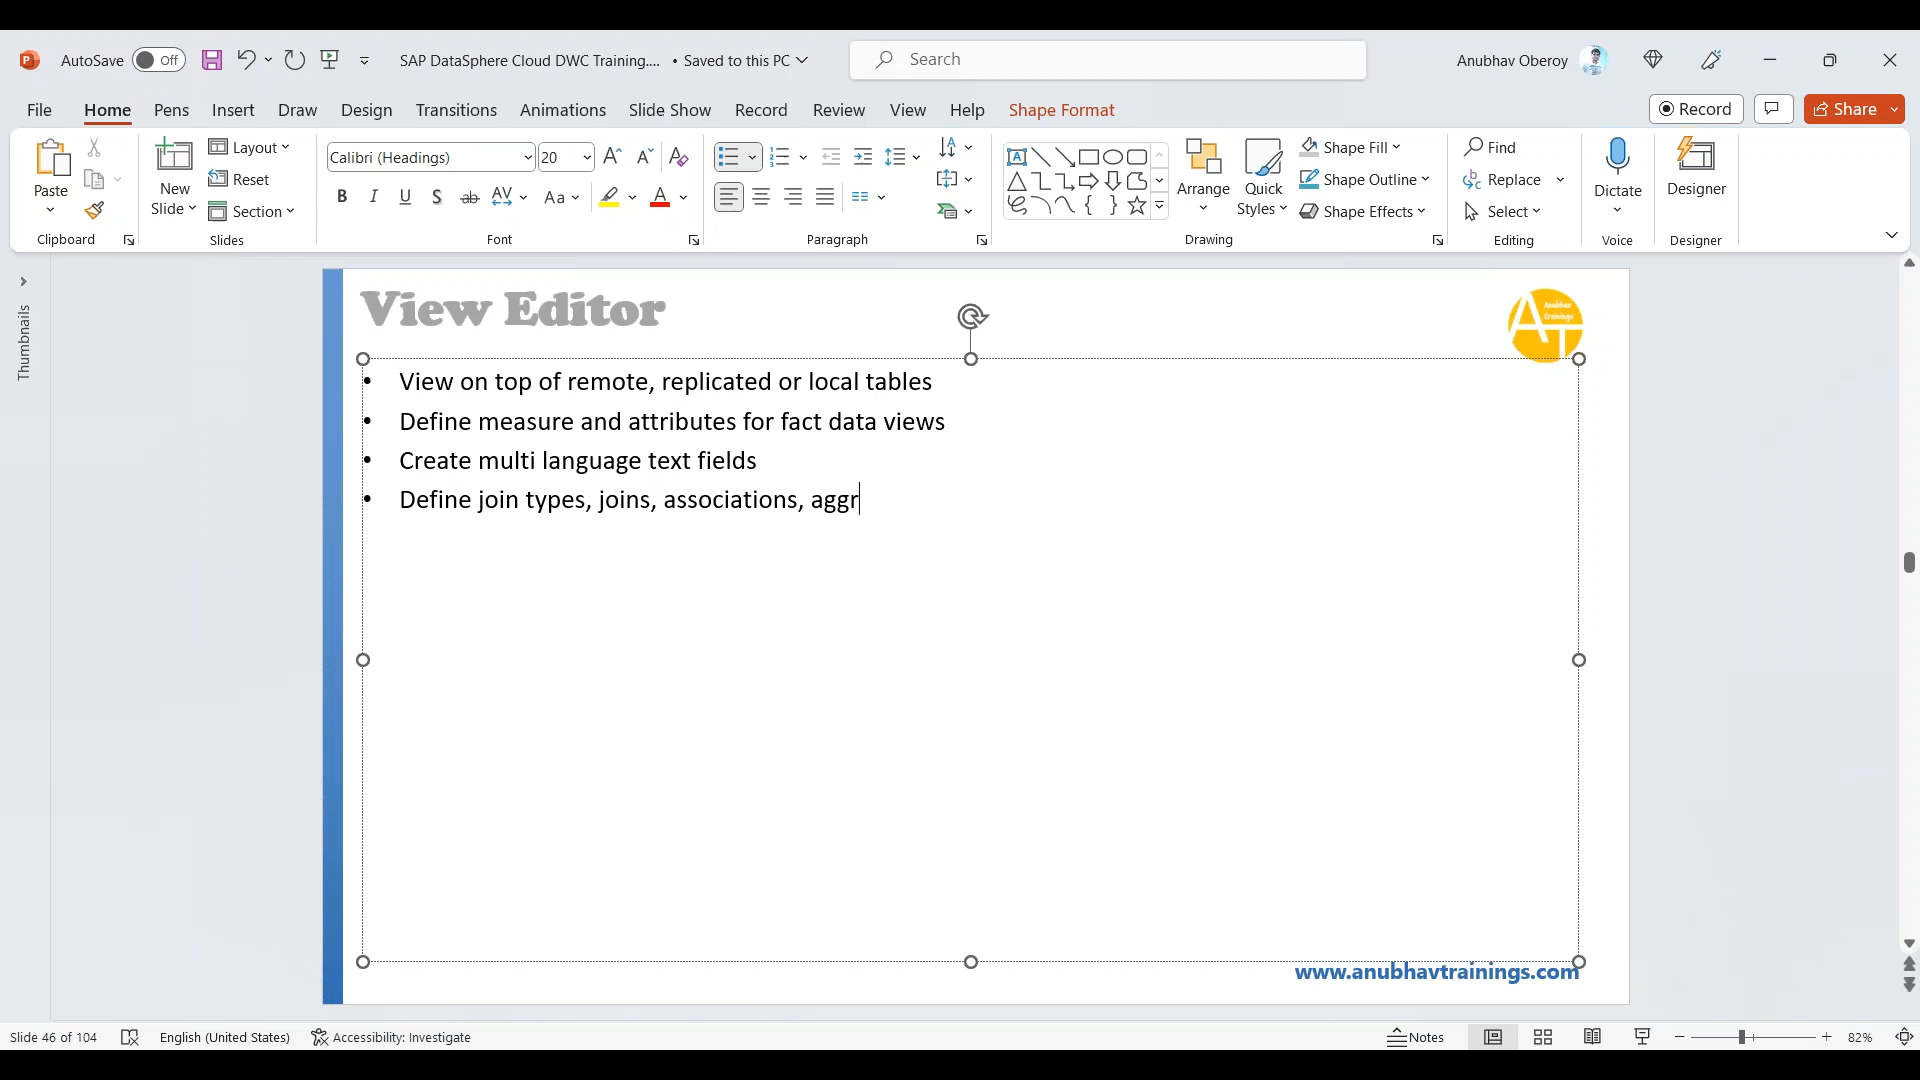 AutoSave Off SAP DataSphere Cloud DWC Training.... • Saved to this PC Search Anubhav Oberoy
File Home Pens Insert Draw Design Transitions Animations Slide Show Record Review View Help Shape Format Record Share
Paste
New Slide
Layout
Reset
Section
Calibri (Headings) 20
Shape Fill
Shape Outline
Shape Effects
Arrange
Quick Styles
Find
Replace
Select
Dictate
Designer
Clipboard Slides Font Paragraph Drawing Editing Voice Designer
Thumbnails
View Editor
Anubhav
trainings
AT
• View on top of remote, replicated or local tables
• Define measure and attributes for fact data views
• Create multi language text fields
• Define join types, joins, associations, aggr
www.anubhavtrainings.com
Slide 46 of 104 English (United States) Accessibility: Investigate Notes 82%